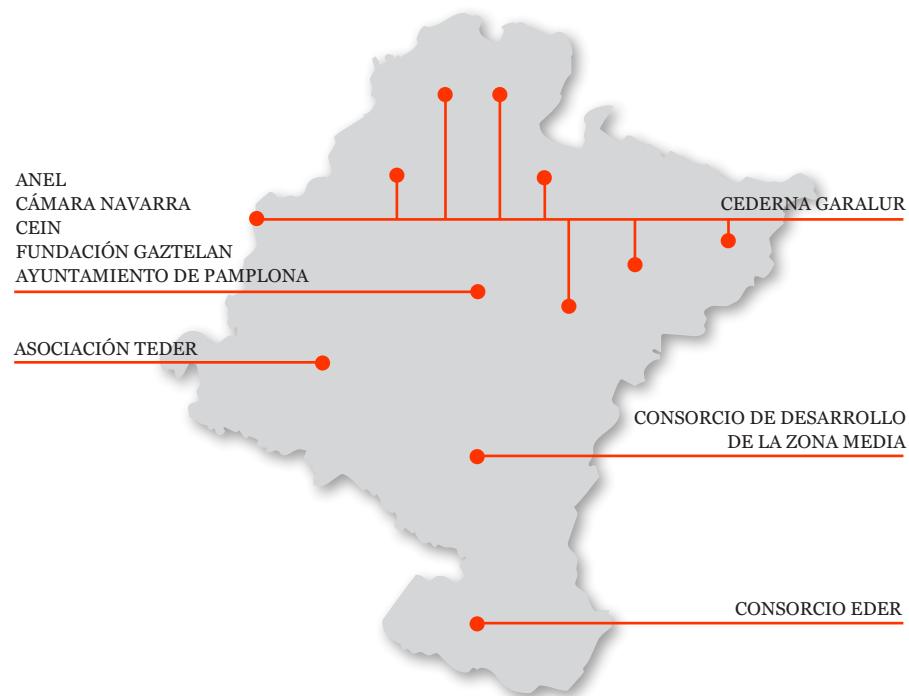 ANEL
CÁMARA NAVARRA
CEIN
FUNDACIÓN GAZTELAN
AYUNTAMIENTO DE PAMPLONA
CEDERNA GARALUR
ASOCIACIÓN TEDER
CONSORCIO DE DESARROLLO
DE LA ZONA MEDIA
CONSORCIO EDER